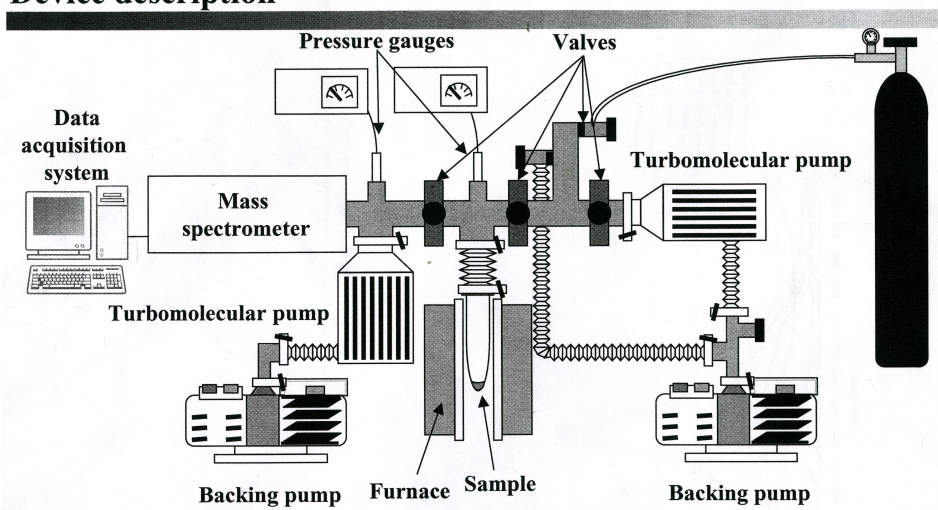 Device description
Pressure gauges
Valves
Data
acquisition
system
Turbomolecular pump
Mass
spectrometer
Turbomolecular pump
Backing pump
Furnace
Sample
Backing pump